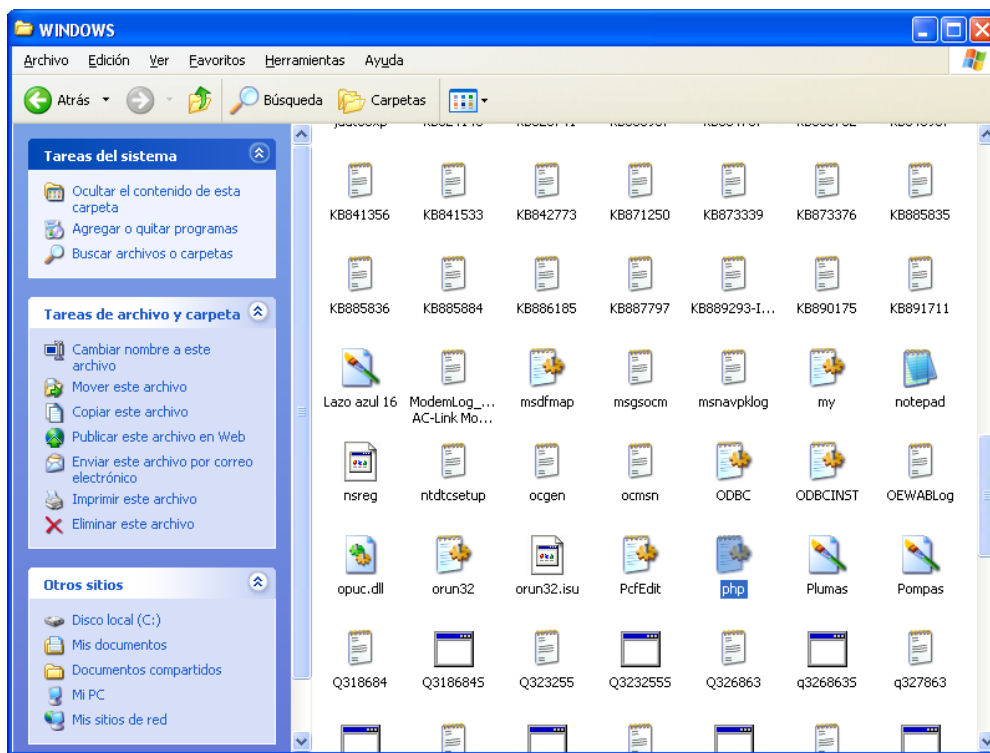 WINDOWS
Archivo Edición Ver Favoritos Herramientas Ayuda
Atrás Búsqueda Carpetas
Tareas del sistema
Ocultar el contenido de esta
carpeta
Agregar o quitar programas
Buscar archivos o carpetas
Tareas de archivo y carpeta
Cambiar nombre a este
archivo
Mover este archivo
Copiar este archivo
Publicar este archivo en Web
Enviar este archivo por correo
electrónico
Imprimir este archivo
Eliminar este archivo
Otros sitios
Disco local (C:)
Mis documentos
Documentos compartidos
Mi PC
Mis sitios de red
KB841356 KB841533 KB842773 KB871250 KB873339 KB873376 KB885835
KB885836 KB885884 KB886185 KB887797 KB889293-I... KB890175 KB891711
Lazo azul 16 ModemLog_... msdfmap msgsocm msnavpklog my notepad
AC-Link Mo...
nsreg ntdtcsetup ocgen ocmsn ODBC ODBCINST OEWABLog
opuc.dll orun32 orun32.isu PcfEdit php Plumas Pompas
Q318684 Q318684S Q323255 Q323255S Q326863 q326863S q327863